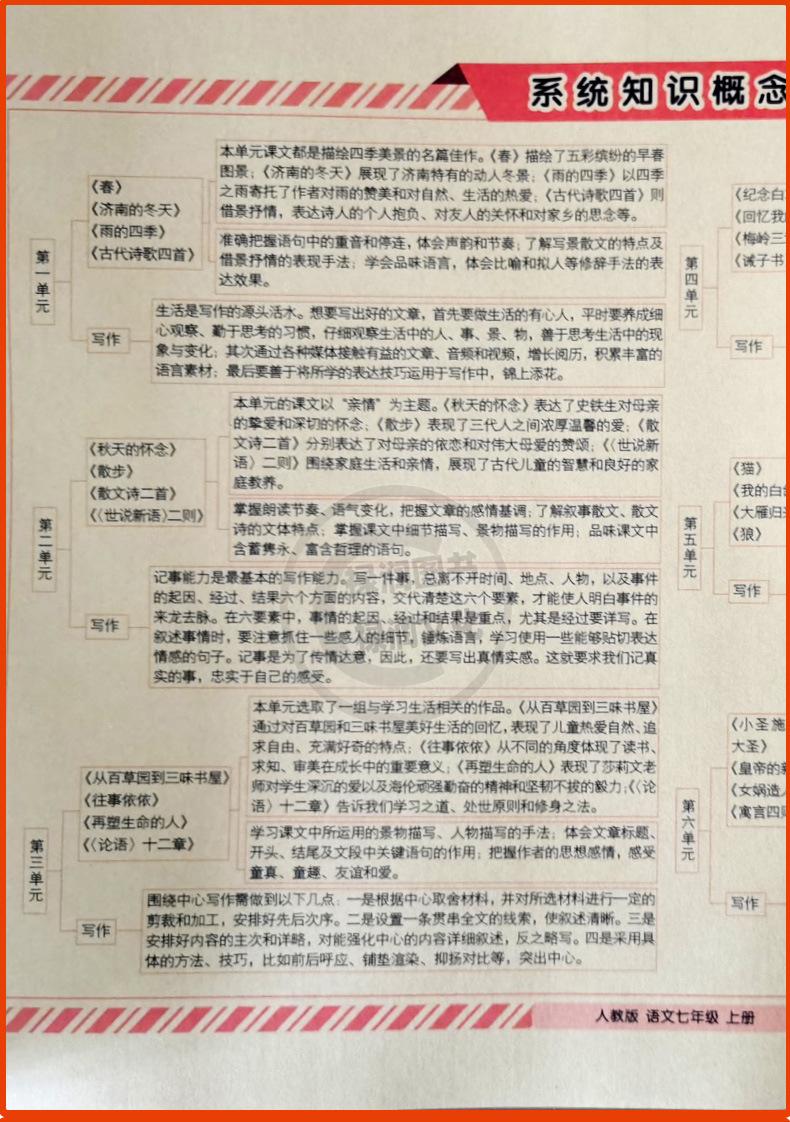 系统知识概念
第一单元
《春》
《济南的冬天》
《雨的四季》
《古代诗歌四首》
本单元课文都是描绘四季美景的名篇佳作。《春》描绘了五彩缤纷的早春
图景；《济南的冬天》展现了济南特有的动人冬景；《雨的四季》以四季
之雨寄托了作者对雨的赞美和对自然、生活的热爱；《古代诗歌四首》则
借景抒情，表达诗人的个人抱负、对友人的关怀和对家乡的思念等。
准确把握语句中的重音和停连，体会声韵和节奏；了解写景散文的特点及
借景抒情的表现手法；学会品味语言，体会比喻和拟人等修辞手法的表
达效果。
写作
生活是写作的源头活水。想要写出好的文章，首先要做生活的有心人，平时要养成细
心观察、勤于思考的习惯，仔细观察生活中的人、事、景、物，善于思考生活中的现
象与变化；其次通过各种媒体接触有益的文章、音频和视频，增长阅历，积累丰富的
语言素材；最后要善于将所学的表达技巧运用于写作中，锦上添花。
第二单元
《秋天的怀念》
《散步》
《散文诗二首》
《〈世说新语〉二则》
本单元的课文以“亲情”为主题。《秋天的怀念》表达了史铁生对母亲
的挚爱和深切的怀念；《散步》表现了三代人之间浓厚温馨的爱；《散
文诗二首》分别表达了对母亲的依恋和对伟大母爱的赞颂；《〈世说新
语〉二则》围绕家庭生活和亲情，展现了古代儿童的智慧和良好的家
庭教养。
掌握朗读节奏、语气变化，把握文章的感情基调；了解叙事散文、散文
诗的文体特点；掌握课文中细节描写、景物描写的作用；品味课文中
含蓄隽永、富含哲理的语句。
写作
记事能力是最基本的写作能力。写一件事，总离不开时间、地点、人物，以及事件
的起因、经过、结果六个方面的内容，交代清楚这六个要素，才能使人明白事件的
来龙去脉。在六要素中，事情的起因、经过和结果是重点，尤其是经过要详写。在
叙述事情时，要注意抓住一些感人的细节，锤炼语言，学习使用一些能够贴切表达
情感的句子。记事是为了传情达意，因此，还要写出真情实感。这就要求我们记真
实的事，忠实于自己的感受。
第三单元
《从百草园到三味书屋》
《往事依依》
《再塑生命的人》
《〈论语〉十二章》
本单元选取了一组与学习生活相关的作品。《从百草园到三味书屋》
通过对百草园和三味书屋美好生活的回忆，表现了儿童热爱自然、追
求自由、充满好奇的特点；《往事依依》从不同的角度体现了读书、
求知、审美在成长中的重要意义；《再塑生命的人》表现了莎莉文老
师对学生深沉的爱以及海伦顽强勤奋的精神和坚韧不拔的毅力；《〈论
语〉十二章》告诉我们学习之道、处世原则和修身之法。
学习课文中所运用的景物描写、人物描写的手法；体会文章标题、
开头、结尾及文段中关键语句的作用；把握作者的思想感情，感受
童真、童趣、友谊和爱。
写作
围绕中心写作需做到以下几点：一是根据中心取舍材料，并对所选材料进行一定的
剪裁和加工，安排好先后次序。二是设置一条贯串全文的线索，使叙述清晰。三是
安排好内容的主次和详略，对能强化中心的内容详细叙述，反之略写。四是采用具
体的方法、技巧，比如前后呼应、铺垫渲染、抑扬对比等，突出中心。
第四单元
《纪念白
《回忆我
《梅岭三
《诫子书
写作
第五单元
《猫》
《我的白
《大雁归
《狼》
写作
第六单元
《小圣施
大圣》
《皇帝的新
《女娲造人
《寓言四则
写作
人教版 语文七年级 上册